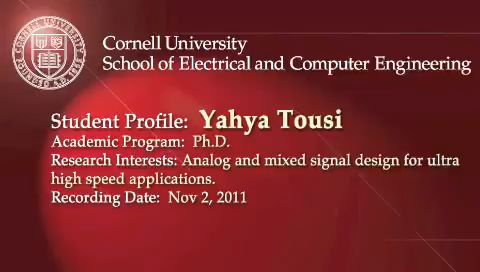 Cornell University
School of Electrical and Computer Engineering
Student Profile: Yahya Tousi
Academic Program: Ph.D.
Research Interests: Analog and mixed signal design for ultra
high speed applications.
Recording Date: Nov 2, 2011